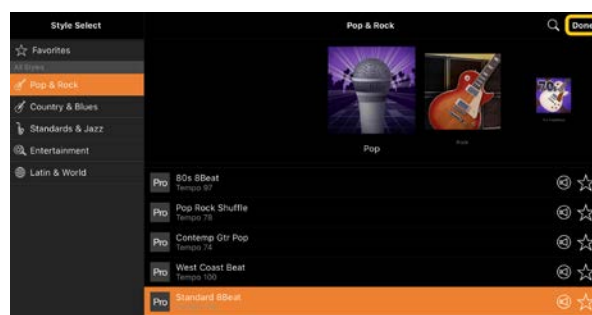 Style Select
Pop & Rock
Done
Favorites
All Styles
Pop & Rock
Country & Blues
Standards & Jazz
Entertainment
Latin & World
70s
Pop
Rock
80s 8Beat
Pro
Tempo 97
Pop Rock Shuffle
Pro
Tempo 78
Contemp Gtr Pop
Pro
Tempo 74
West Coast Beat
Pro
Tempo 100
Pro
Standard 8Beat